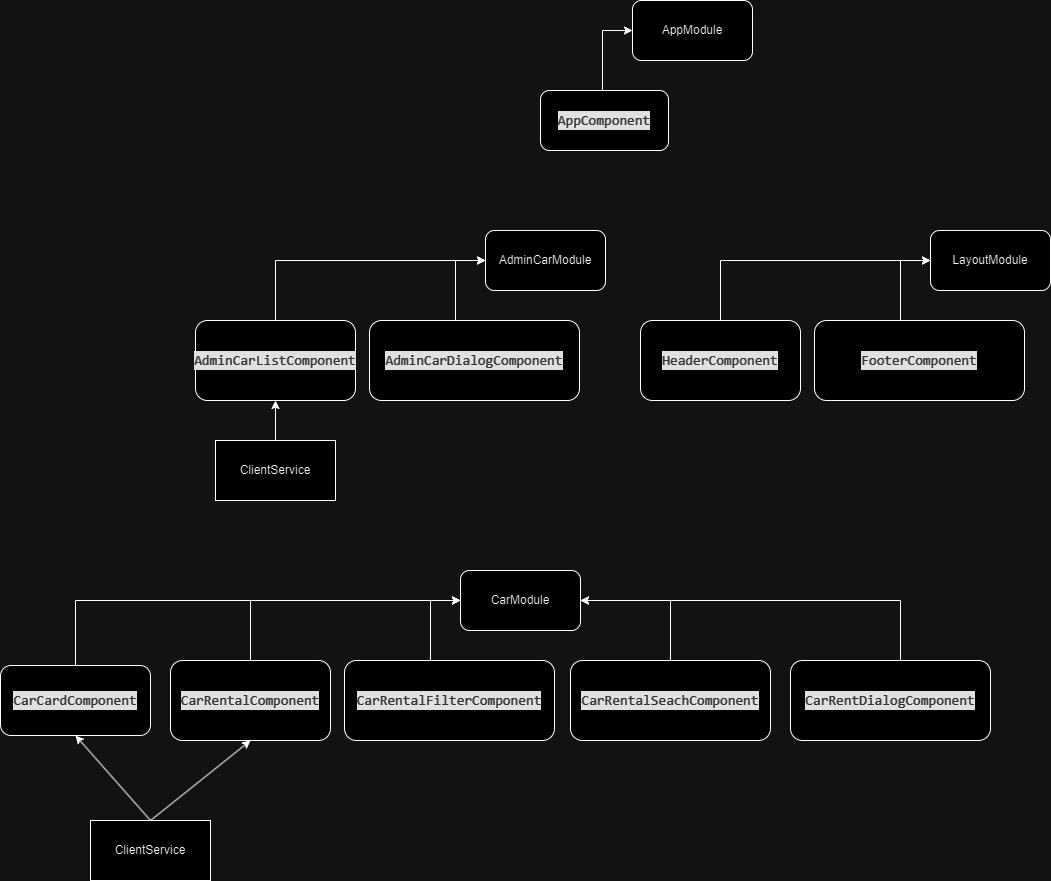 AppModule
AppComponent
AdminCarModule
LayoutModule
AdminCarListComponent
AdminCarDialogComponent
HeaderComponent
FooterComponent
ClientService
CarModule
CarCardComponent
CarRentalComponent
CarRentalFilterComponent
CarRentalSeachComponent
CarRentDialogComponent
ClientService